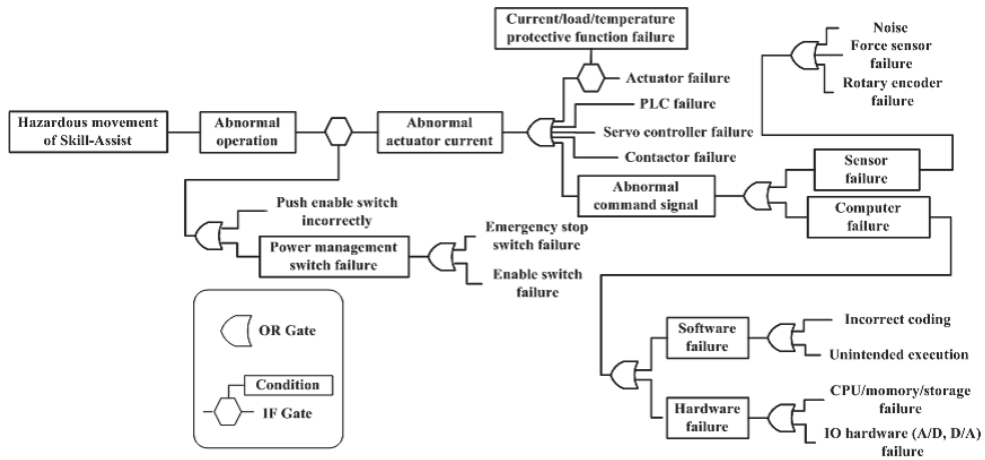 Current/load/temperature
protective function failure
Noise
Force sensor
failure
Rotary encoder
failure
Actuator failure
PLC failure
Hazardous movement
of Skill-Assist
Abnormal
operation
Abnormal
actuator current
Servo controller failure
Contactor failure
Abnormal
command signal
Sensor
failure
Computer
failure
Push enable switch
incorrectly
Power management
switch failure
Emergency stop
switch failure
Enable switch
failure
OR Gate
Condition
IF Gate
Software
failure
Incorrect coding
Unintended execution
Hardware
failure
CPU/momory/storage
failure
IO hardware (A/D, D/A)
failure